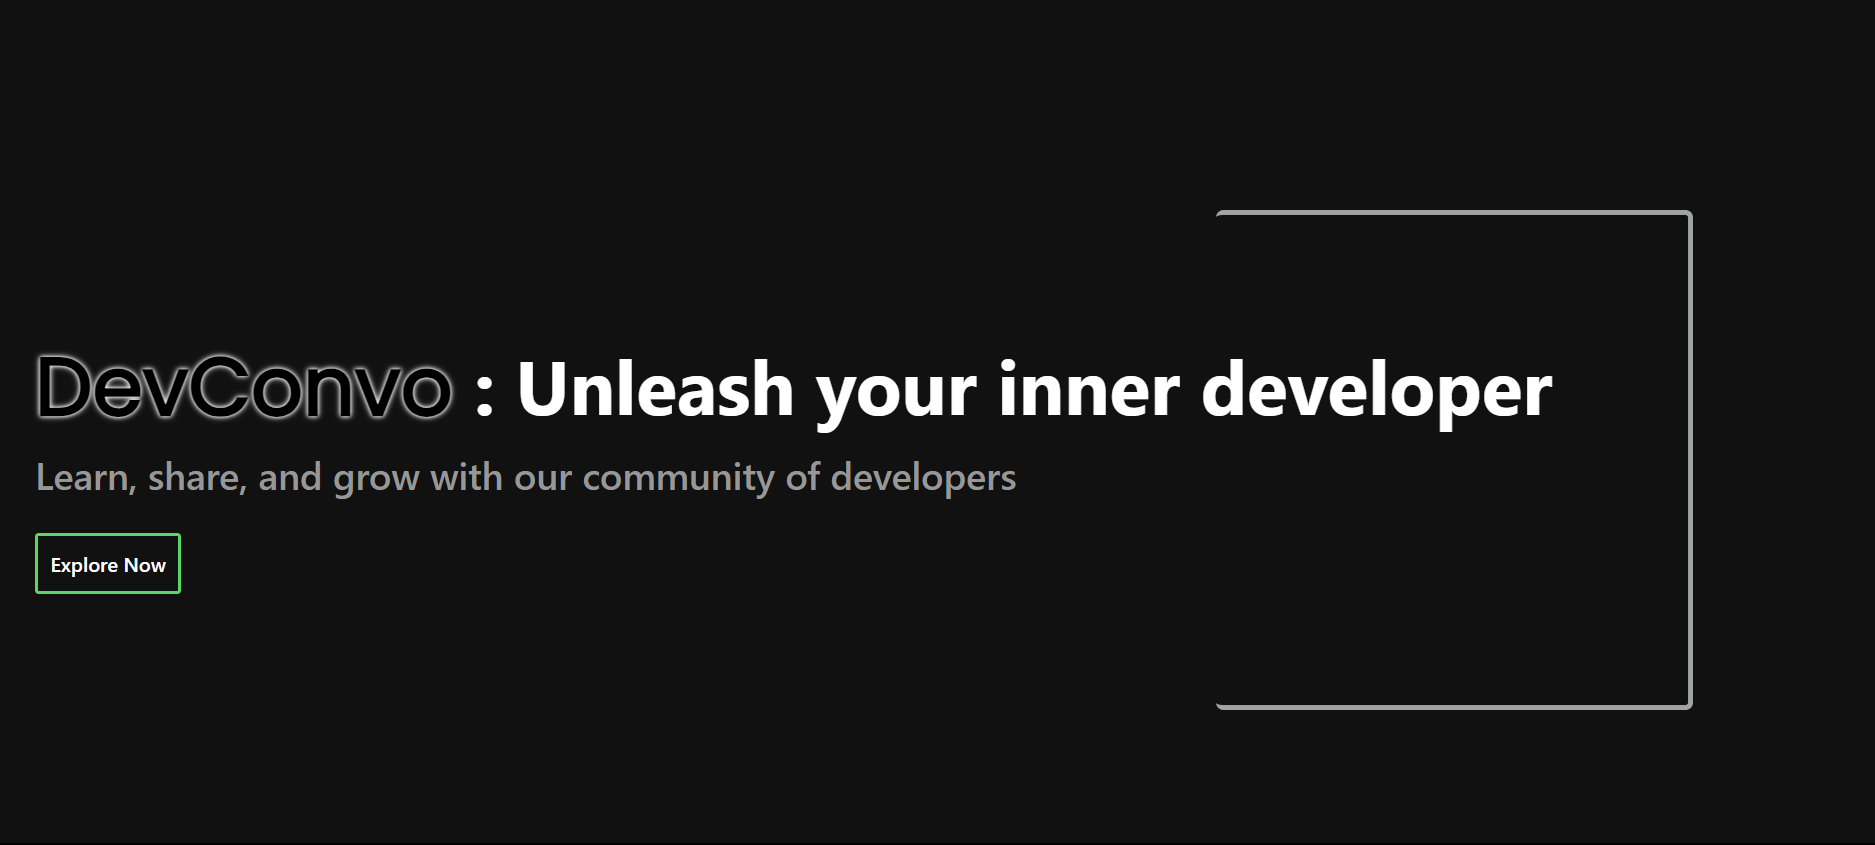 DevConvo : Unleash your inner developer
Learn, share, and grow with our community of developers
Explore Now